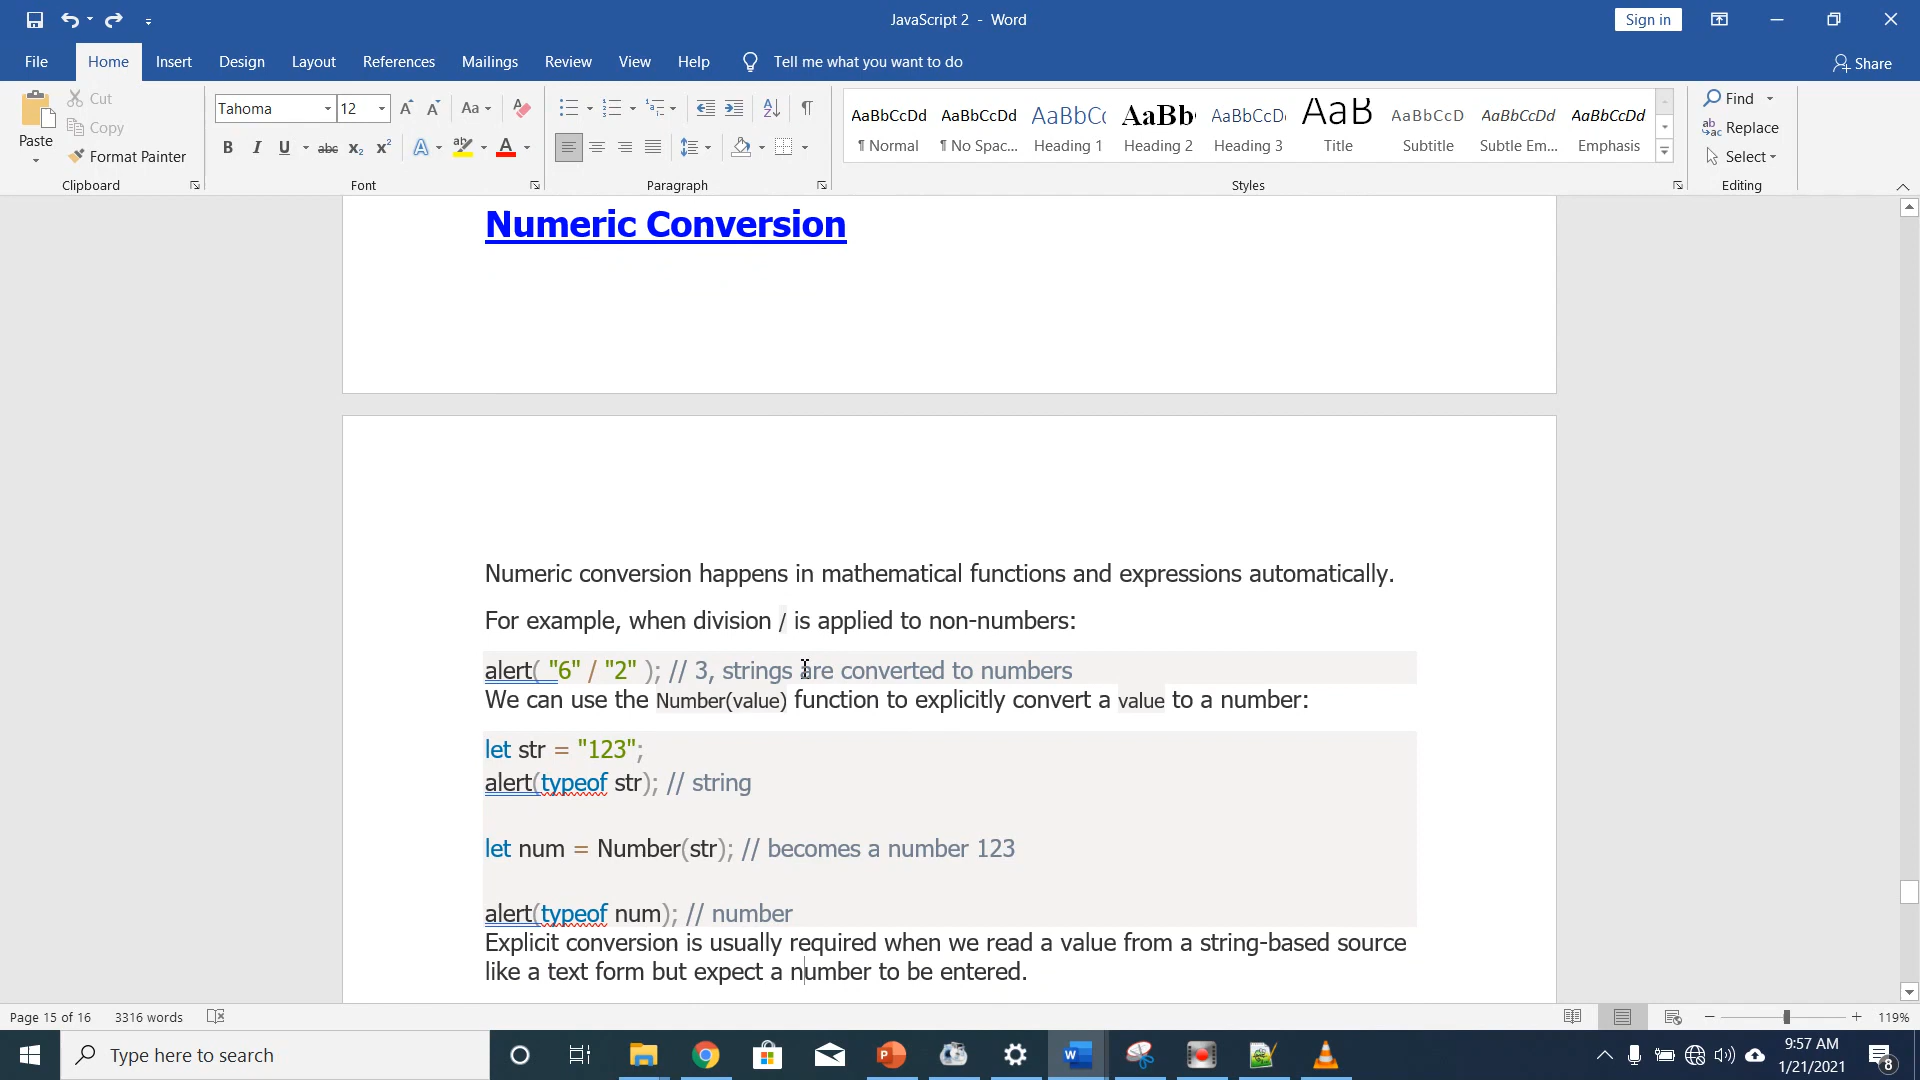 JavaScript 2 - Word
Sign in
File Home Insert Design Layout References Mailings Review View Help Tell me what you want to do
Share
Paste
Cut
Copy
Format Painter
Clipboard
Tahoma 12
Aa
B I U abc x₂ x² A ab A
Font
Paragraph
AaBbCcDd AaBbCcDd AaBbCc AaBb AaBbCcD AaB AaBbCcD AaBbCcDd AaBbCcDd
¶ Normal ¶ No Spac... Heading 1 Heading 2 Heading 3 Title Subtitle Subtle Em... Emphasis
Styles
Find
Replace
Select
Editing
Numeric Conversion
Numeric conversion happens in mathematical functions and expressions automatically.
For example, when division / is applied to non-numbers:
alert( "6" / "2" ); // 3, strings are converted to numbers
We can use the Number(value) function to explicitly convert a value to a number:
let str = "123";
alert(typeof str); // string
let num = Number(str); // becomes a number 123
alert(typeof num); // number
Explicit conversion is usually required when we read a value from a string-based source
like a text form but expect a number to be entered.
Page 15 of 16 3316 words
119%
Type here to search
9:57 AM
1/21/2021
8